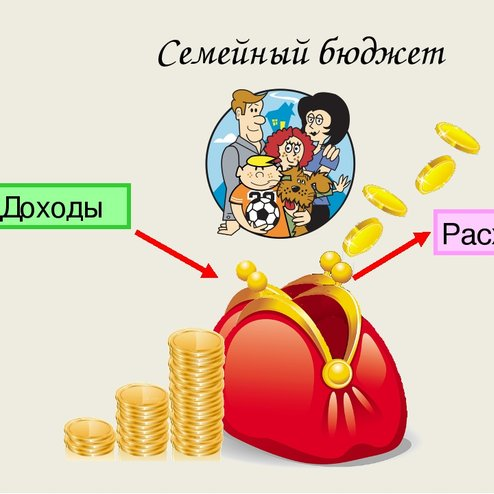 Семейный бюджет
Доходы
Расх